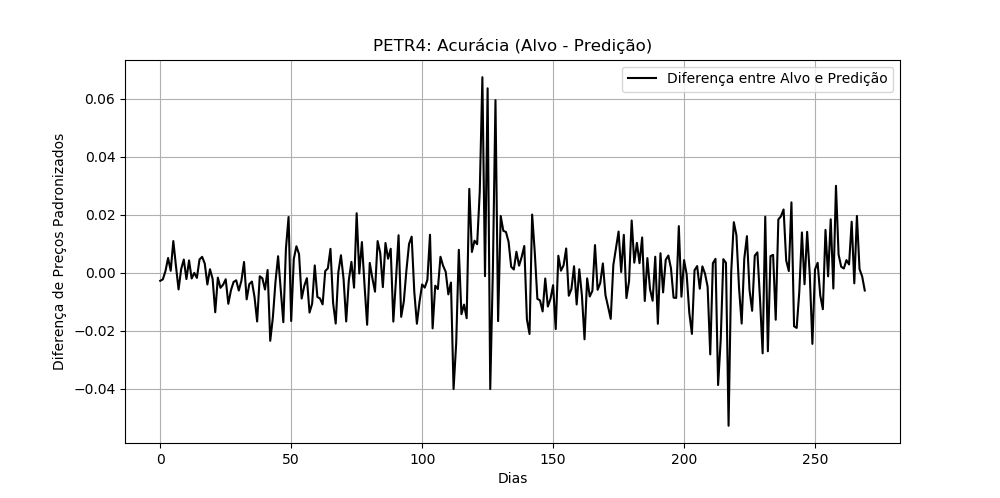 PETR4: Acurácia (Alvo - Predição)
Diferença entre Alvo e Predição
Diferença de Preços Padronizados
0.06
0.04
0.02
0.00
−0.02
−0.04
0 50 100 150 200 250
Dias